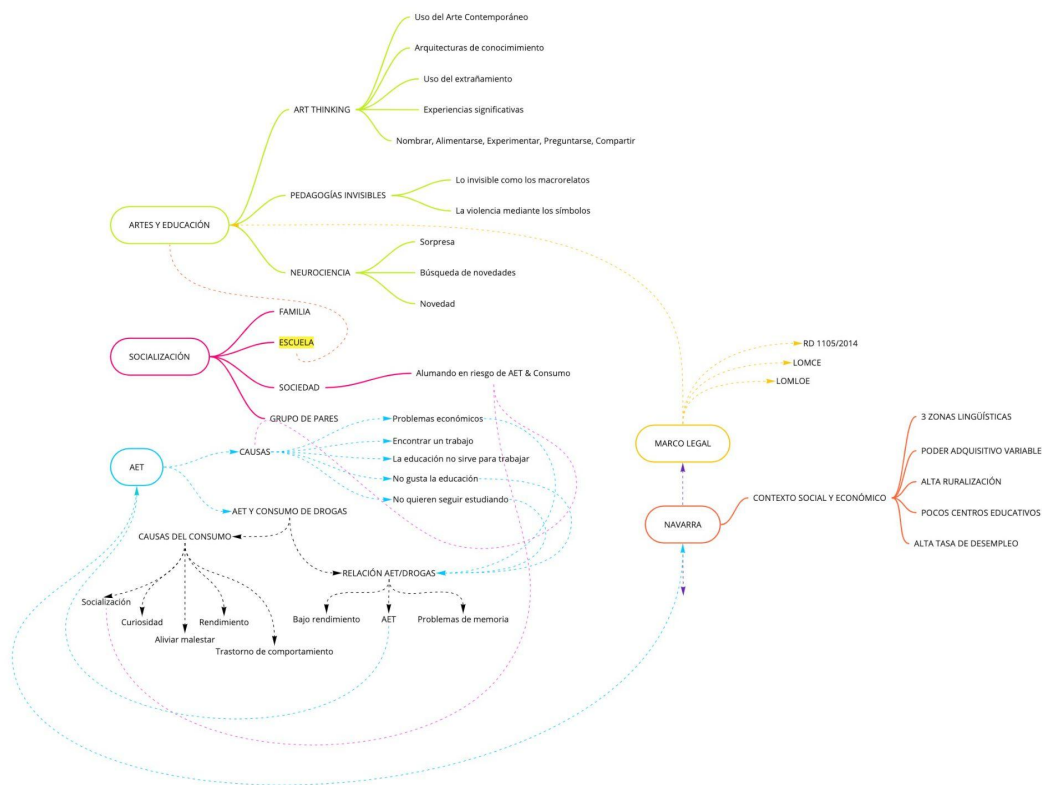 Uso del Arte Contemporáneo
Arquitecturas de conocimimiento
Uso del extrañamiento
ART THINKING
Experiencias significativas
Nombrar, Alimentarse, Experimentar, Preguntarse, Compartir
Lo invisible como los macrorelatos
PEDAGOGÍAS INVISIBLES
La violencia mediante los símbolos
ARTES Y EDUCACIÓN
Sorpresa
NEUROCIENCIA
Búsqueda de novedades
Novedad
FAMILIA
ESCUELA
SOCIALIZACIÓN
SOCIEDAD
Alumando en riesgo de AET & Consumo
GRUPO DE PARES
RD 1105/2014
LOMCE
LOMLOE
MARCO LEGAL
3 ZONAS LINGÜÍSTICAS
PODER ADQUISITIVO VARIABLE
ALTA RURALIZACIÓN
CONTEXTO SOCIAL Y ECONÓMICO
POCOS CENTROS EDUCATIVOS
NAVARRA
ALTA TASA DE DESEMPLEO
Problemas económicos
Encontrar un trabajo
CAUSAS
La educación no sirve para trabajar
AET
No gusta la educación
No quieren seguir estudiando
AET Y CONSUMO DE DROGAS
CAUSAS DEL CONSUMO
RELACIÓN AET/DROGAS
Socialización
Curiosidad
Aliviar malestar
Rendimiento
Trastorno de comportamiento
Bajo rendimiento
AET
Problemas de memoria